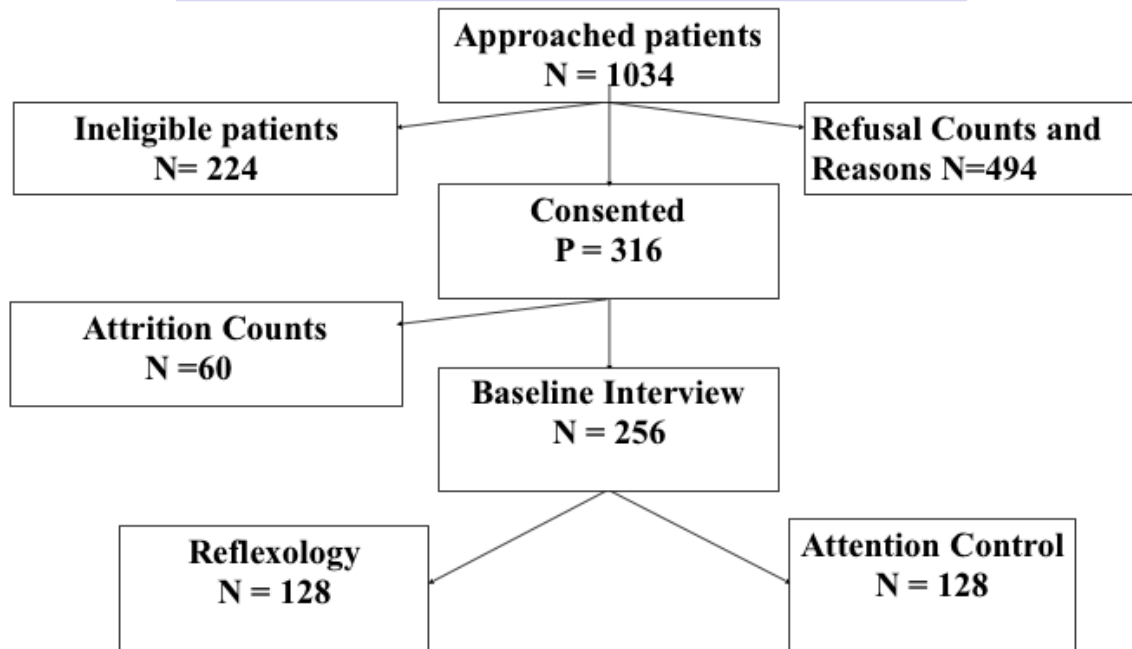 Approached patients
N = 1034
Ineligible patients
N= 224
Refusal Counts and
Reasons N=494
Consented
P = 316
Attrition Counts
N =60
Baseline Interview
N = 256
Reflexology
N = 128
Attention Control
N = 128